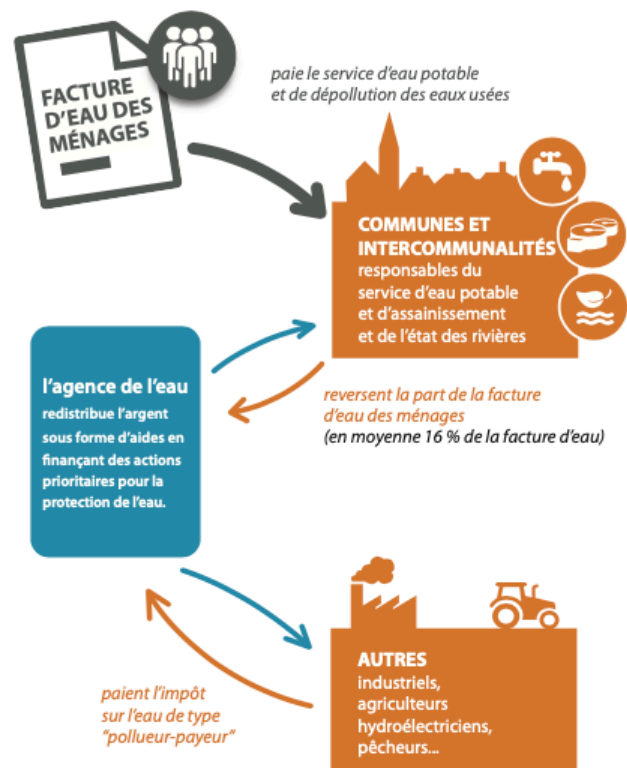 FACTURE
D'EAU DES
MÉNAGES
paie le service d'eau potable
et de dépollution des eaux usées
COMMUNES ET
INTERCOMMUNALITÉS
responsables du
service d'eau potable
et d'assainissement
et de l'état des rivières
l'agence de l'eau
redistribue l'argent
sous forme d'aides en
finançant des actions
prioritaires pour la
protection de l'eau.
reversent la part de la facture
d'eau des ménages
(en moyenne 16 % de la facture d'eau)
AUTRES
industriels,
agriculteurs
hydroélectriciens,
pêcheurs...
paient l'impôt
sur l'eau de type
"pollueur-payeur"